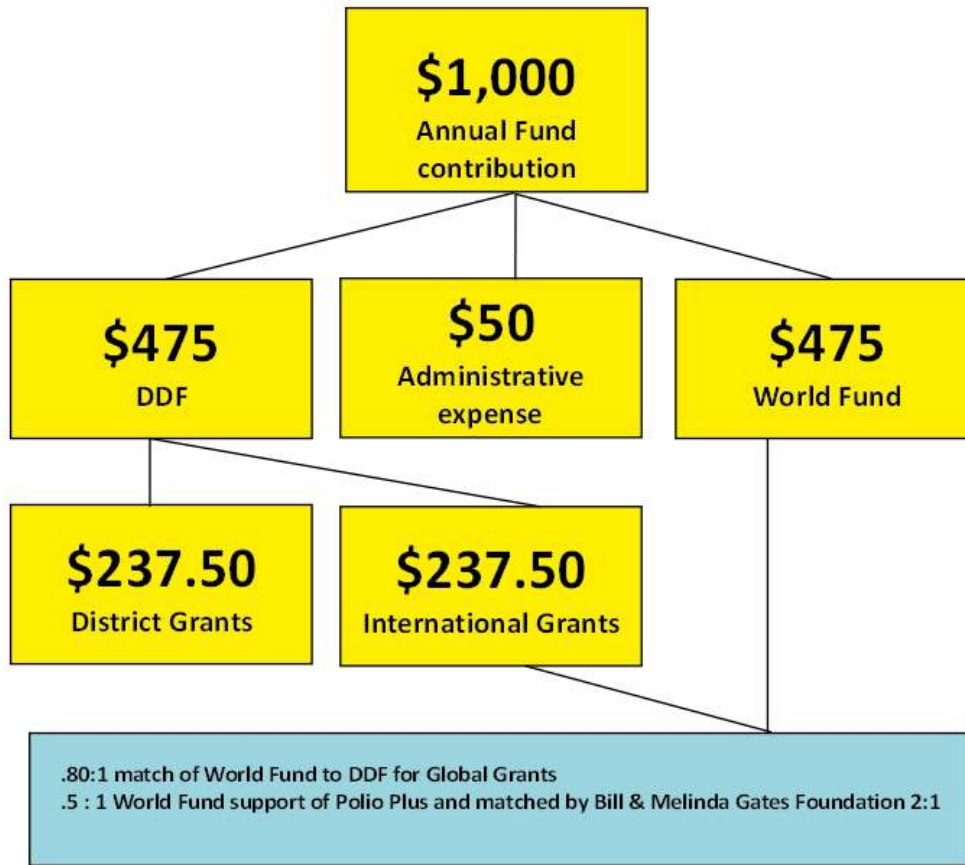 $1,000
Annual Fund
contribution
$475
DDF
$50
Administrative
expense
$475
World Fund
$237.50
District Grants
$237.50
International Grants
.80:1 match of World Fund to DDF for Global Grants
.5 : 1 World Fund support of Polio Plus and matched by Bill & Melinda Gates Foundation 2:1